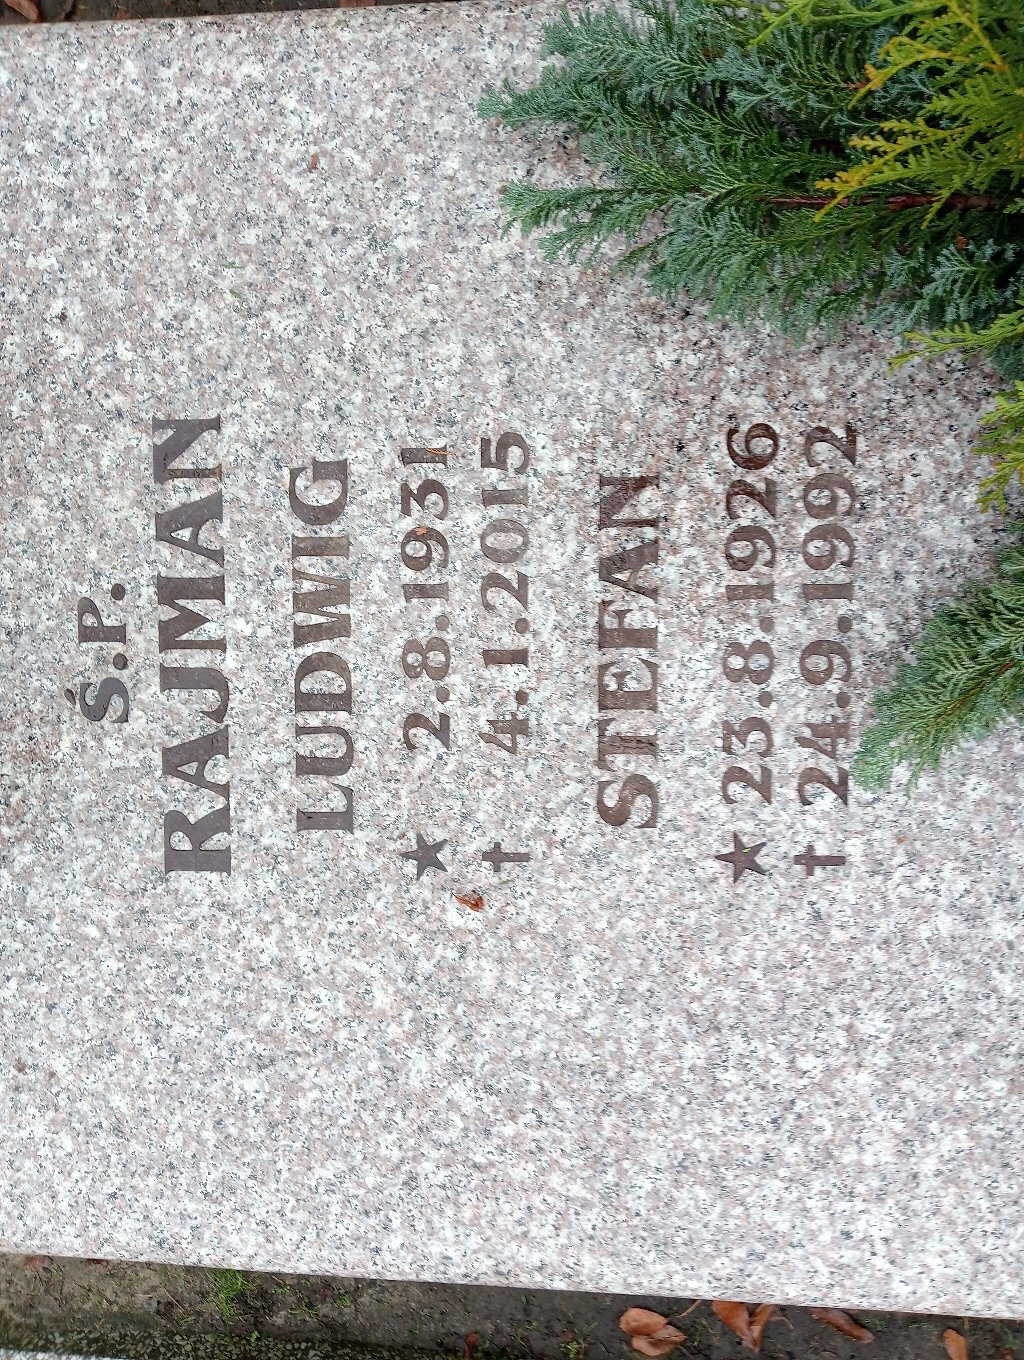 Ś.P.
RAJMAN
LUDWIG
★ 2.8.1931
✝ 4.1.2015
STEFAN
★ 23.8.1926
✝ 24.9.1992